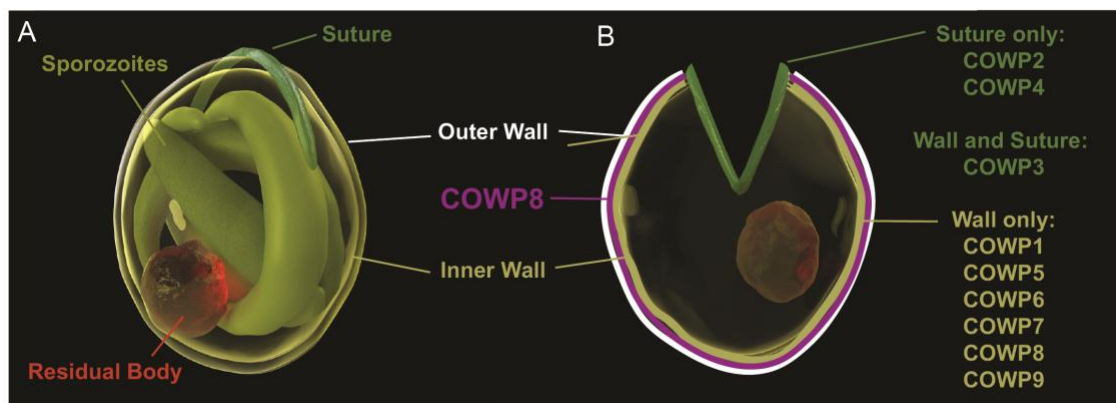 A
Suture
Sporozoites
Outer Wall
COWP8
Inner Wall
Residual Body
B
Suture only:
COWP2
COWP4
Wall and Suture:
COWP3
Wall only:
COWP1
COWP5
COWP6
COWP7
COWP8
COWP9